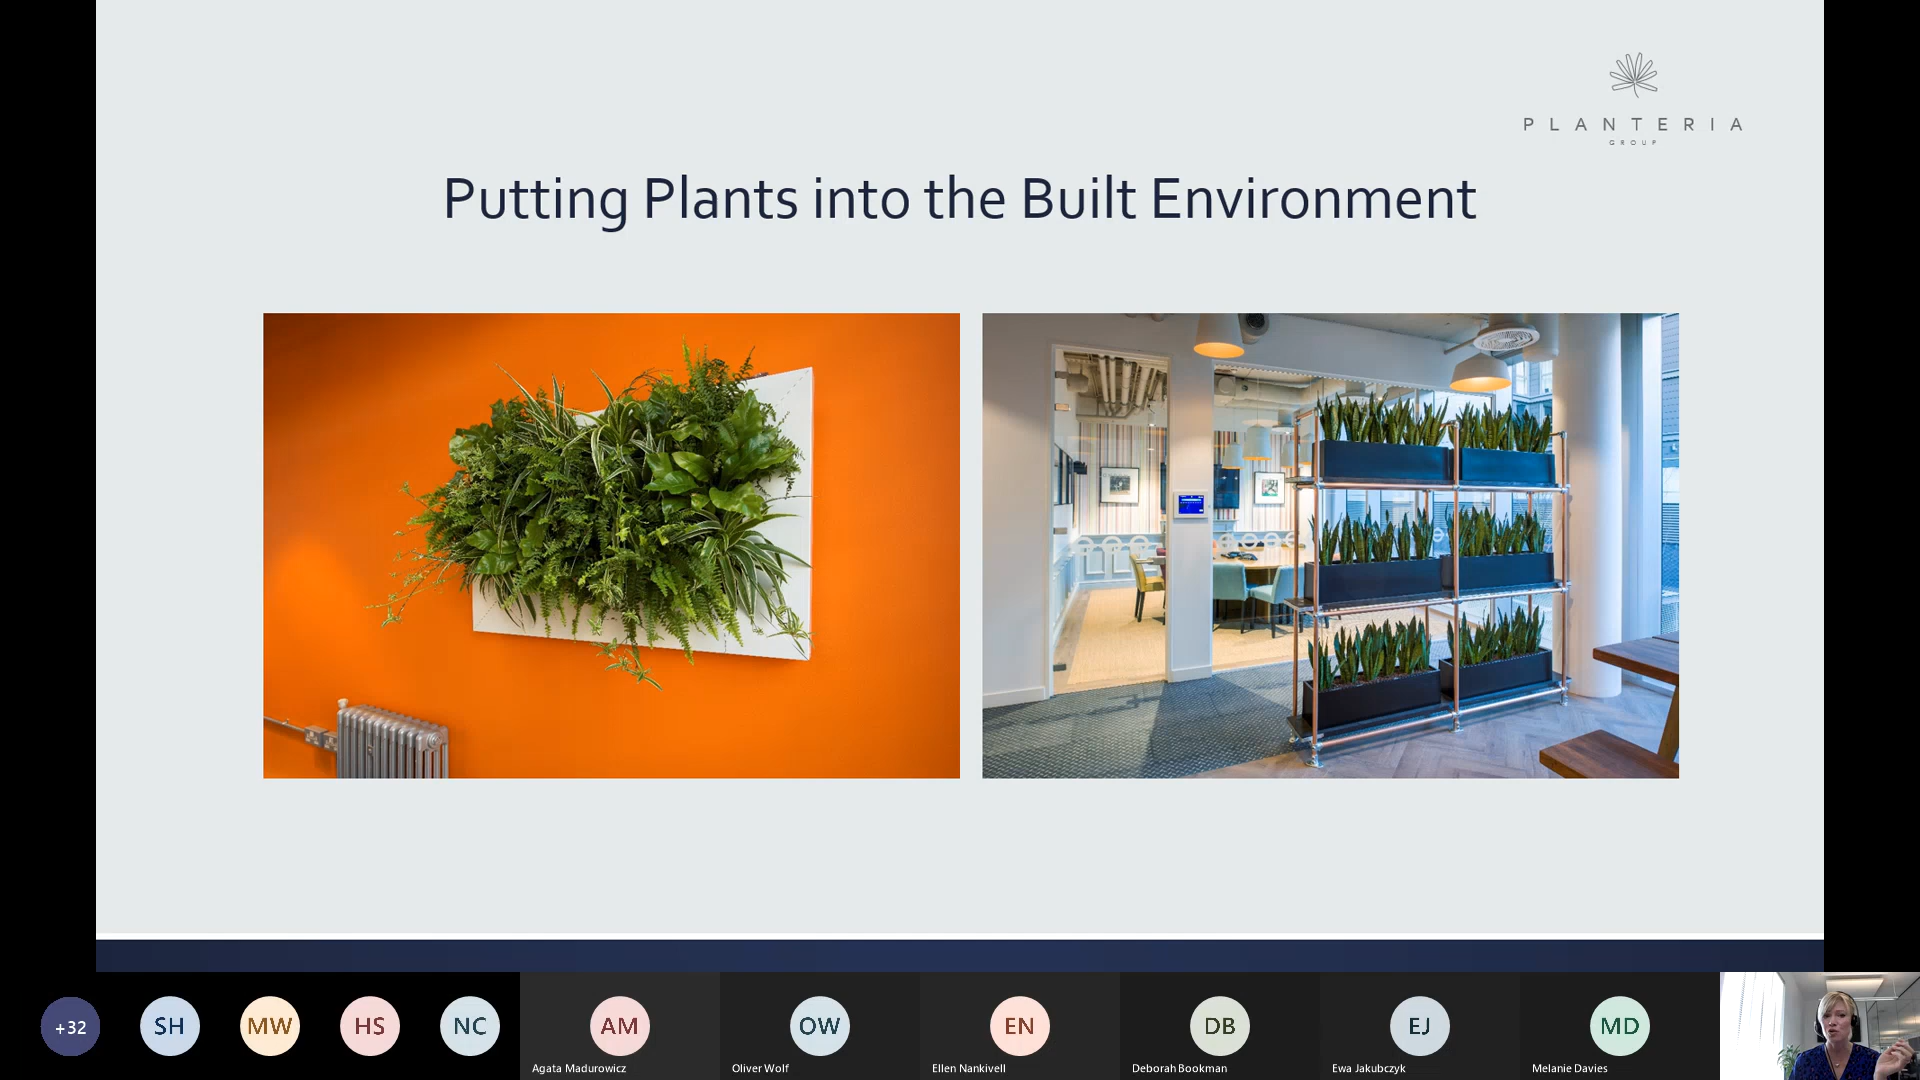 PLANTERIA
GROUP
Putting Plants into the Built Environment
+32
SH
MW
HS
NC
AM
OW
EN
DB
EJ
MD
Agata Madurowicz
Oliver Wolf
Ellen Nankivell
Deborah Bookman
Ewa Jakubczyk
Melanie Davies